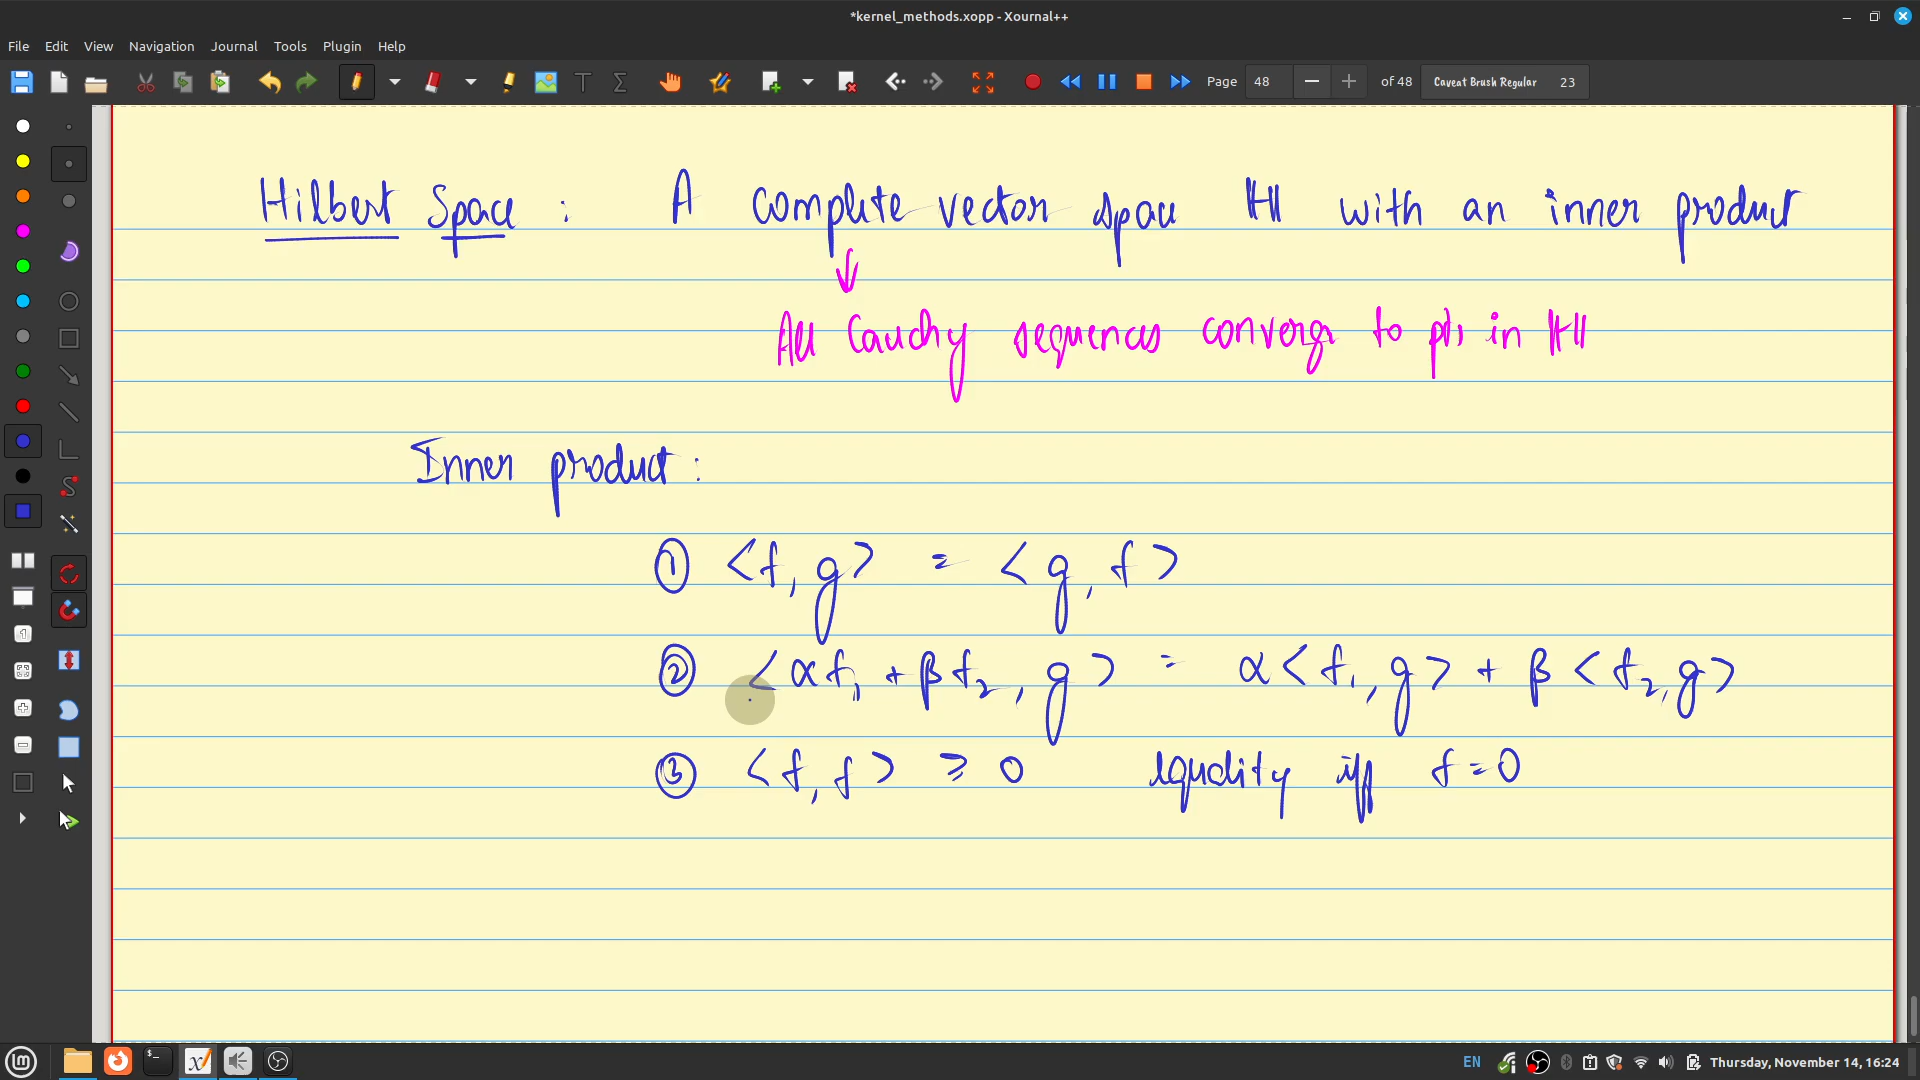 *kernel_methods.xopp - Xournal++
File Edit View Navigation Journal Tools Plugin Help
Page 48 of 48 Caveat Brush Regular 23
Hilbert Space : A complete vector space ℍ with an inner product
↓
All Cauchy sequences converge to pts in ℍ
Inner product :
① <f, g> = <g, f>
② <αf₁ + βf₂, g> = α<f₁, g> + β<f₂, g>
③ <f, f> ≥ 0 equality iff f = 0
EN Thursday, November 14, 16:24